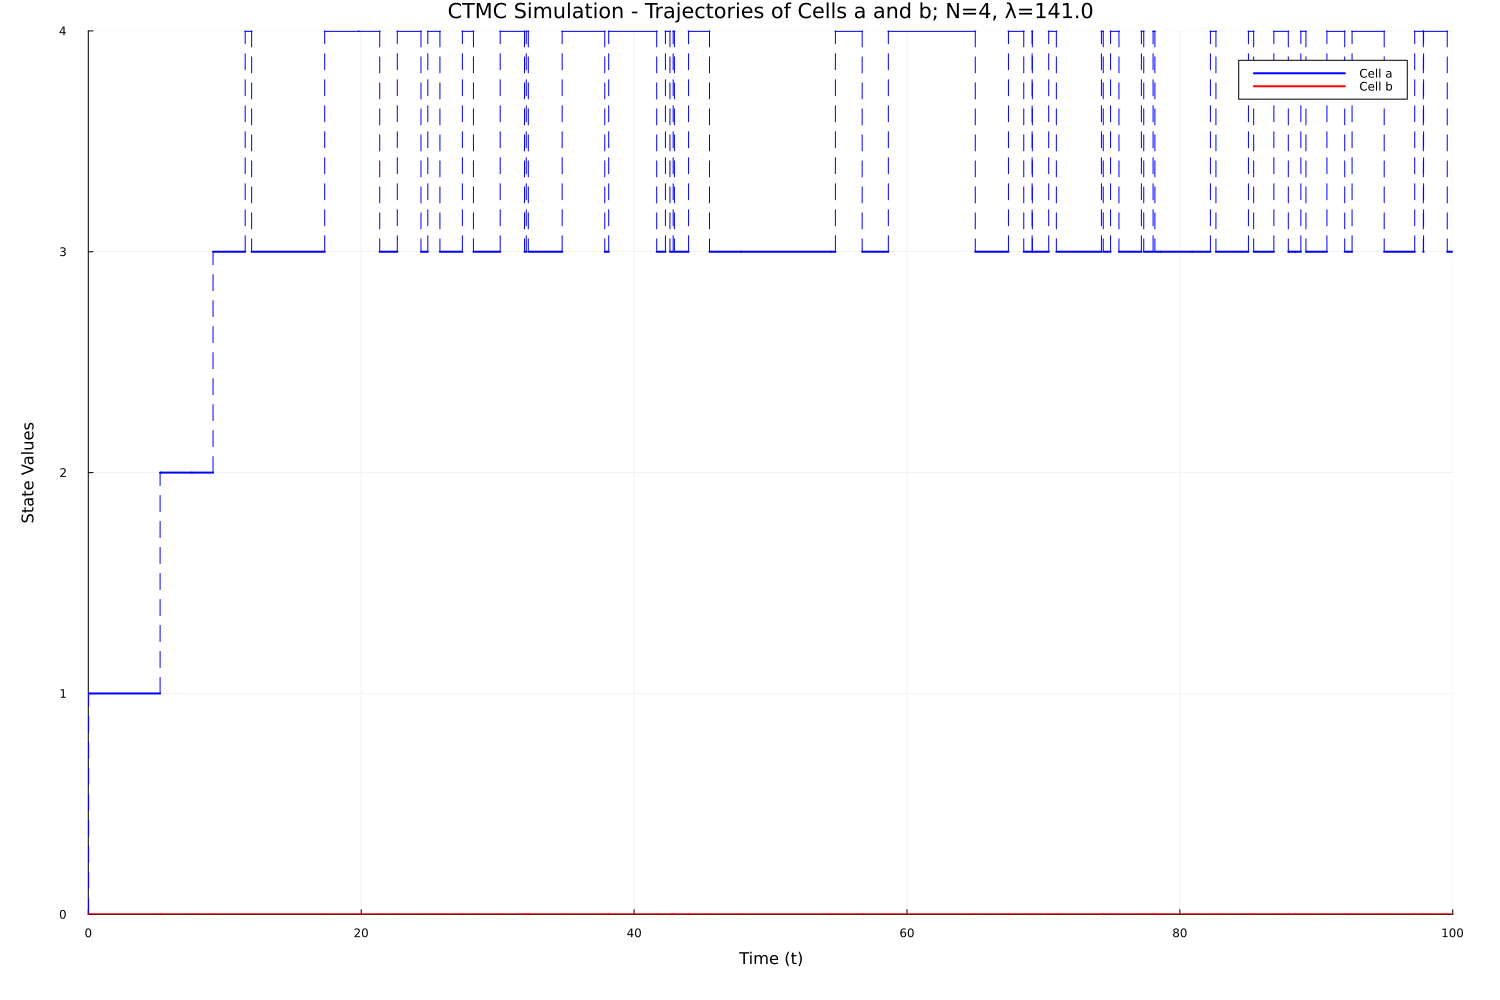 CTMC Simulation - Trajectories of Cells a and b; N=4, λ=141.0
4
Cell a
Cell b
3
State Values
2
1
0
0 20 40 60 80 100
Time (t)